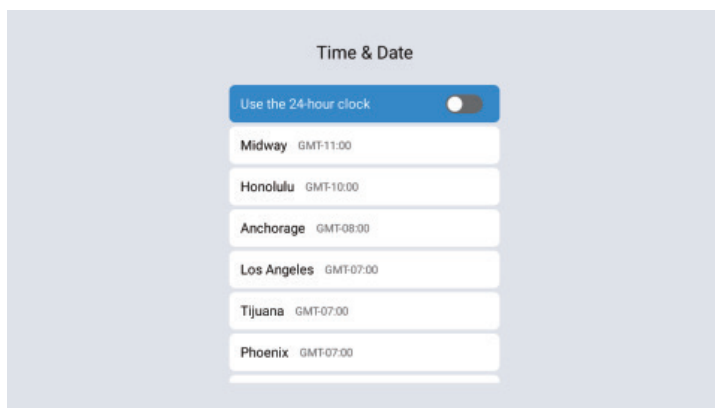 Time & Date
Use the 24-hour clock
Midway GMT-11:00
Honolulu GMT-10:00
Anchorage GMT-08:00
Los Angeles GMT-07:00
Tijuana GMT-07:00
Phoenix GMT-07:00